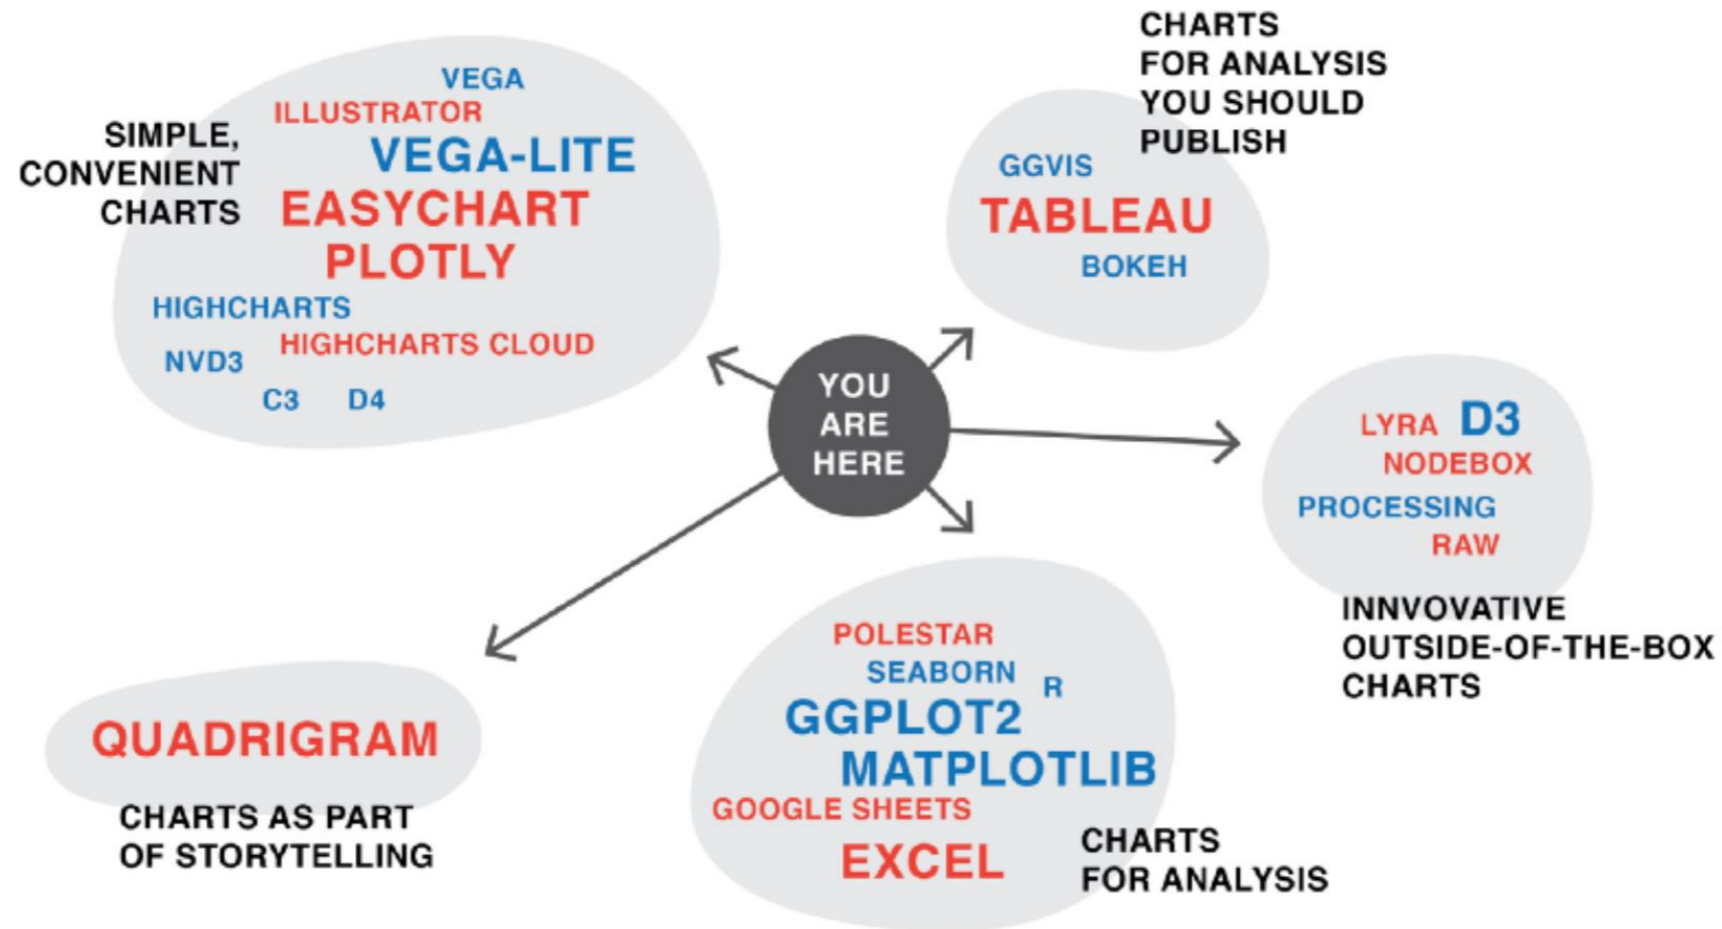 SIMPLE,
CONVENIENT
CHARTS
VEGA
ILLUSTRATOR
VEGA-LITE
EASYCHART
PLOTLY
HIGHCHARTS
HIGHCHARTS CLOUD
NVD3
C3 D4
CHARTS
FOR ANALYSIS
YOU SHOULD
PUBLISH
GGVIS
TABLEAU
BOKEH
YOU
ARE
HERE
LYRA D3
NODEBOX
PROCESSING
RAW
INNVOVATIVE
OUTSIDE-OF-THE-BOX
CHARTS
QUADRIGRAM
CHARTS AS PART
OF STORYTELLING
POLESTAR
SEABORN
R
GGPLOT2
MATPLOTLIB
GOOGLE SHEETS
EXCEL
CHARTS
FOR ANALYSIS